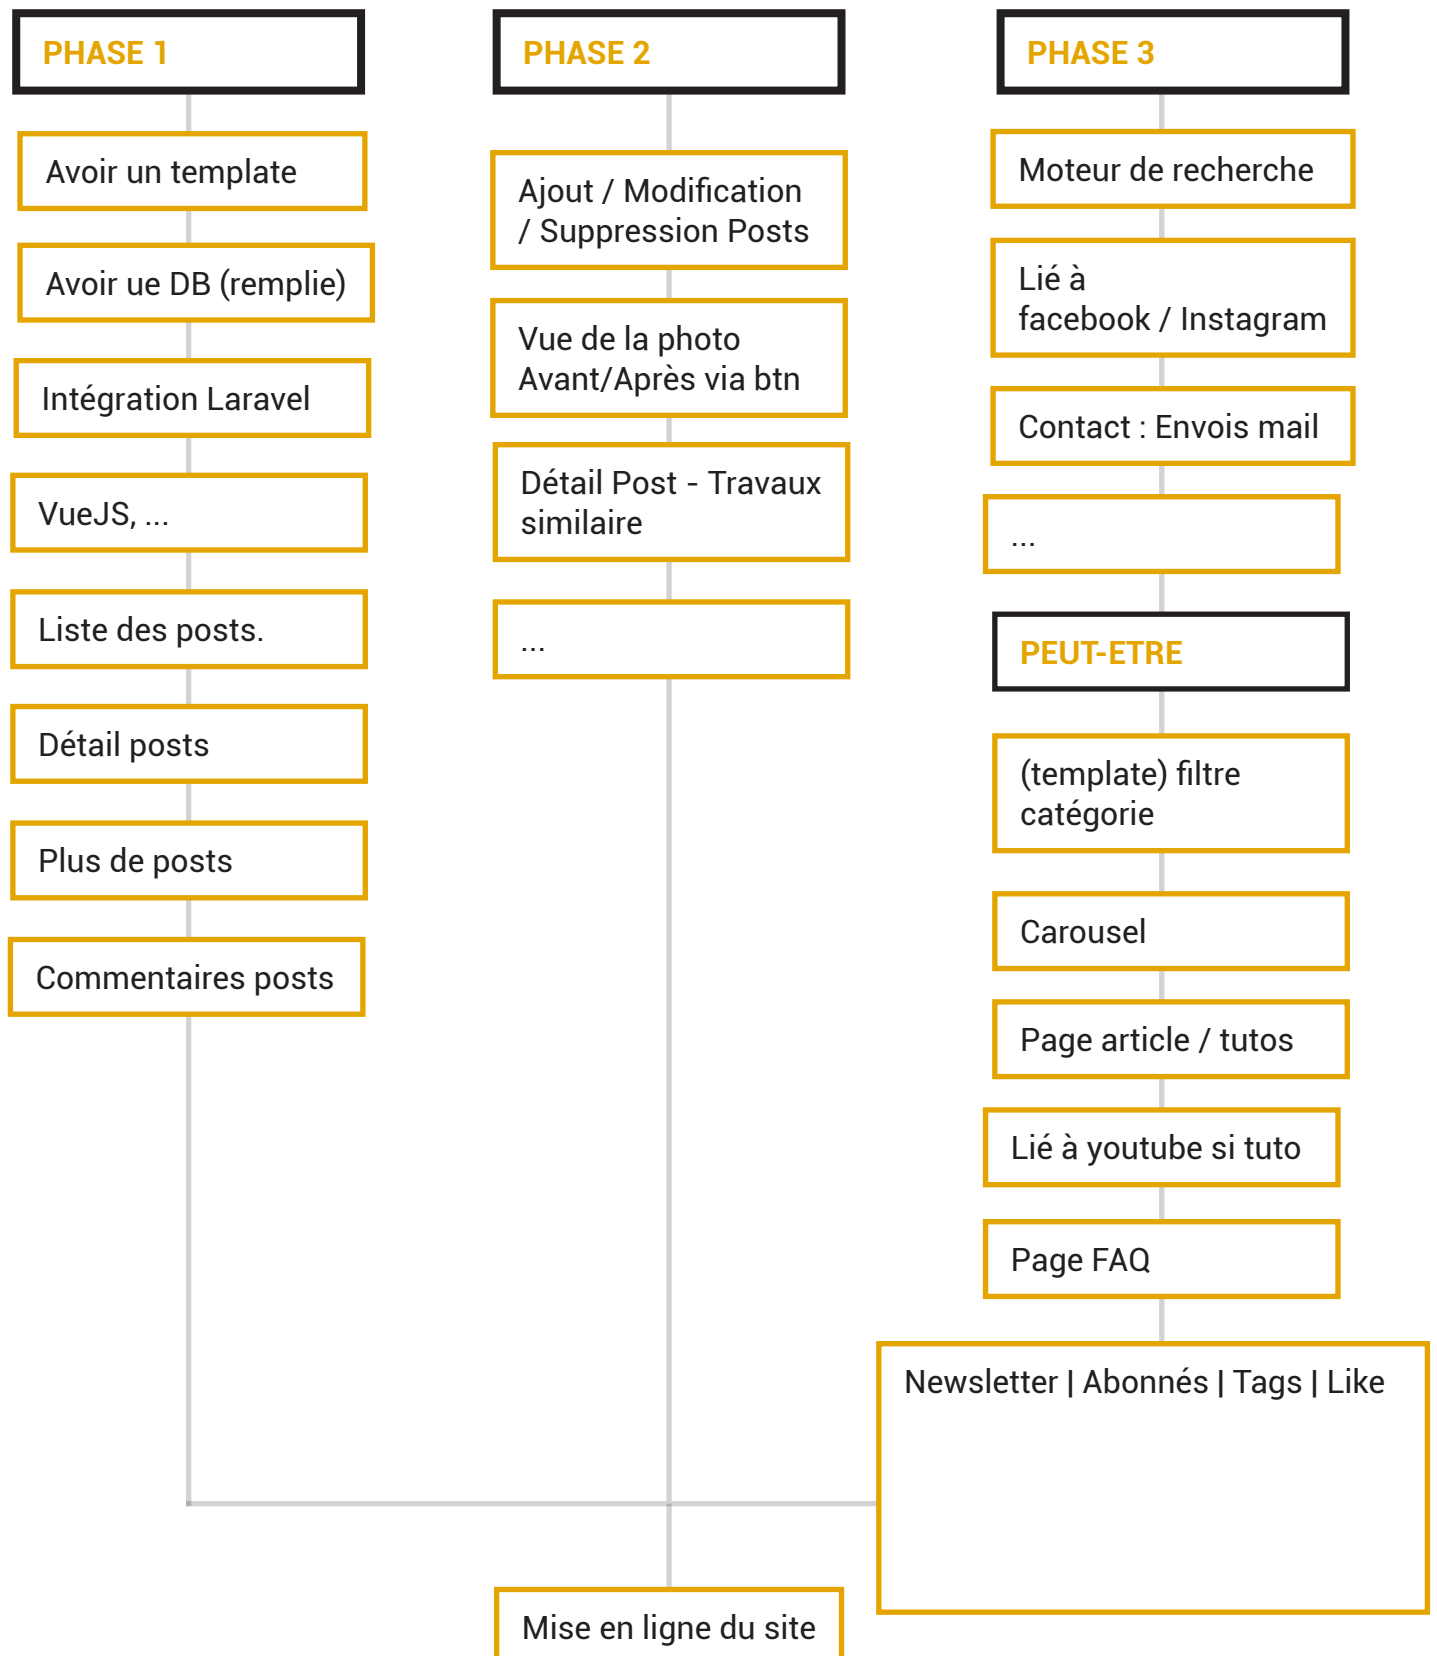 PHASE 1
Avoir un template
Avoir ue DB (remplie)
Intégration Laravel
VueJS, ...
Liste des posts.
Détail posts
Plus de posts
Commentaires posts
PHASE 2
Ajout / Modification
/ Suppression Posts
Vue de la photo
Avant/Après via btn
Détail Post - Travaux
similaire
...
PHASE 3
Moteur de recherche
Lié à
facebook / Instagram
Contact : Envois mail
...
PEUT-ETRE
(template) filtre
catégorie
Carousel
Page article / tutos
Lié à youtube si tuto
Page FAQ
Newsletter | Abonnés | Tags | Like
Mise en ligne du site